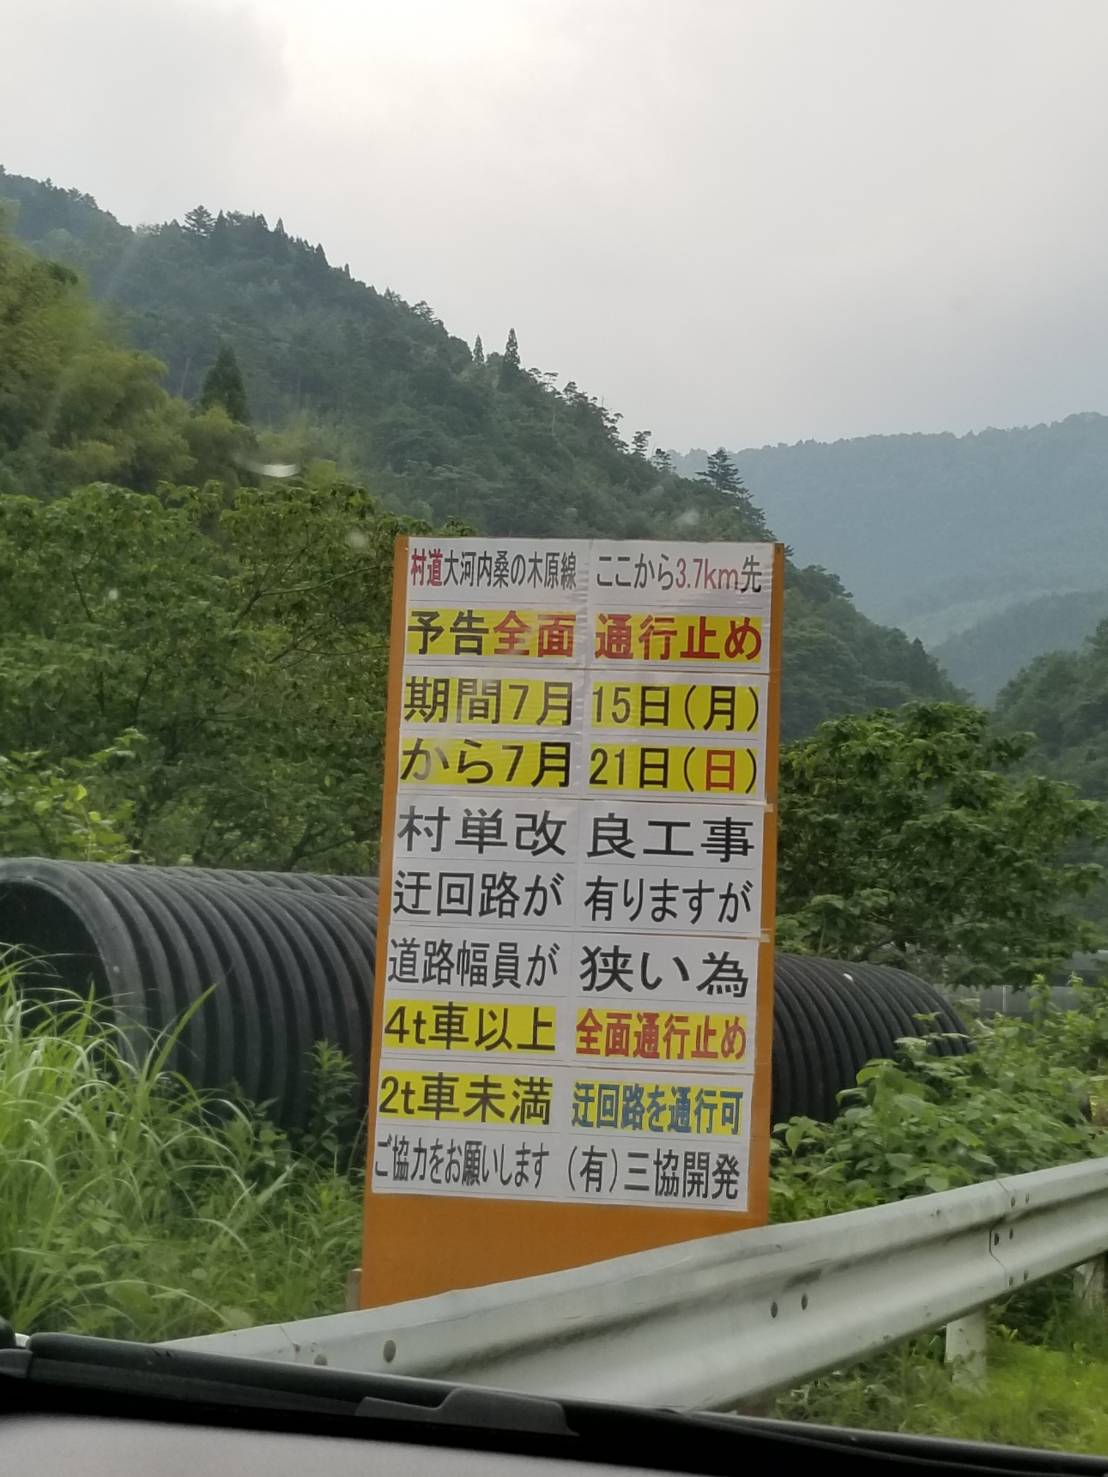 村道大河内桑の木原線 ここから3.7km先
予告全面 通行止め
期間7月 15日(月)
から7月 21日(日)
村単改 良工事
迂回路が 有りますが
道路幅員が 狭い為
4t車以上 全面通行止め
2t車未満 迂回路を通行可
ご協力をお願いします (有)三協開発